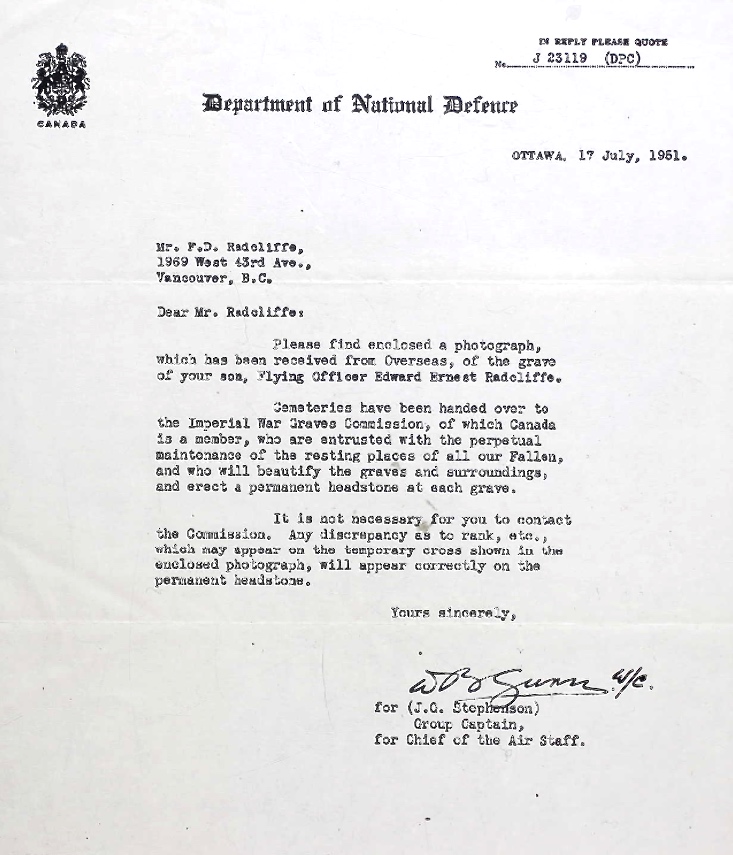 IN REPLY PLEASE QUOTE
No. J 23119 (DPC)
CANADA
Department of National Defence
OTTAWA, 17 July, 1951.
Mr. F.D. Radcliffe,
1969 West 43rd Ave.,
Vancouver, B.C.
Dear Mr. Radcliffe:
Please find enclosed a photograph,
which has been received from Overseas, of the grave
of your son, Flying Officer Edward Ernest Radcliffe.
Cemeteries have been handed over to
the Imperial War Graves Commission, of which Canada
is a member, who are entrusted with the perpetual
maintenance of the resting places of all our Fallen,
and who will beautify the graves and surroundings,
and erect a permanent headstone at each grave.
It is not necessary for you to contact
the Commission. Any discrepancy as to rank, etc.,
which may appear on the temporary cross shown in the
enclosed photograph, will appear correctly on the
permanent headstone.
Yours sincerely,
W B Gunn W/C.
for (J.G. Stephenson)
Group Captain,
for Chief of the Air Staff.